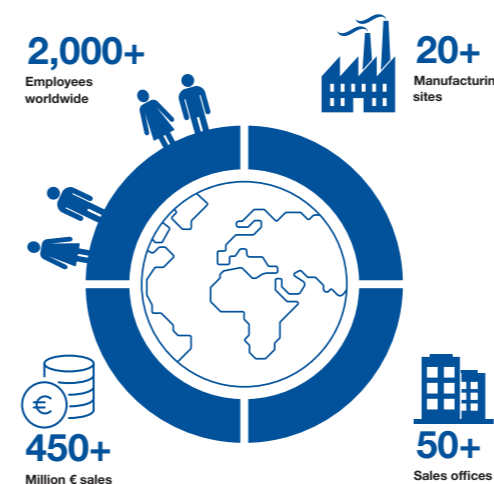 2,000+
Employees
worldwide
20+
Manufacturin
sites
€
450+
Million € sales
50+
Sales offices